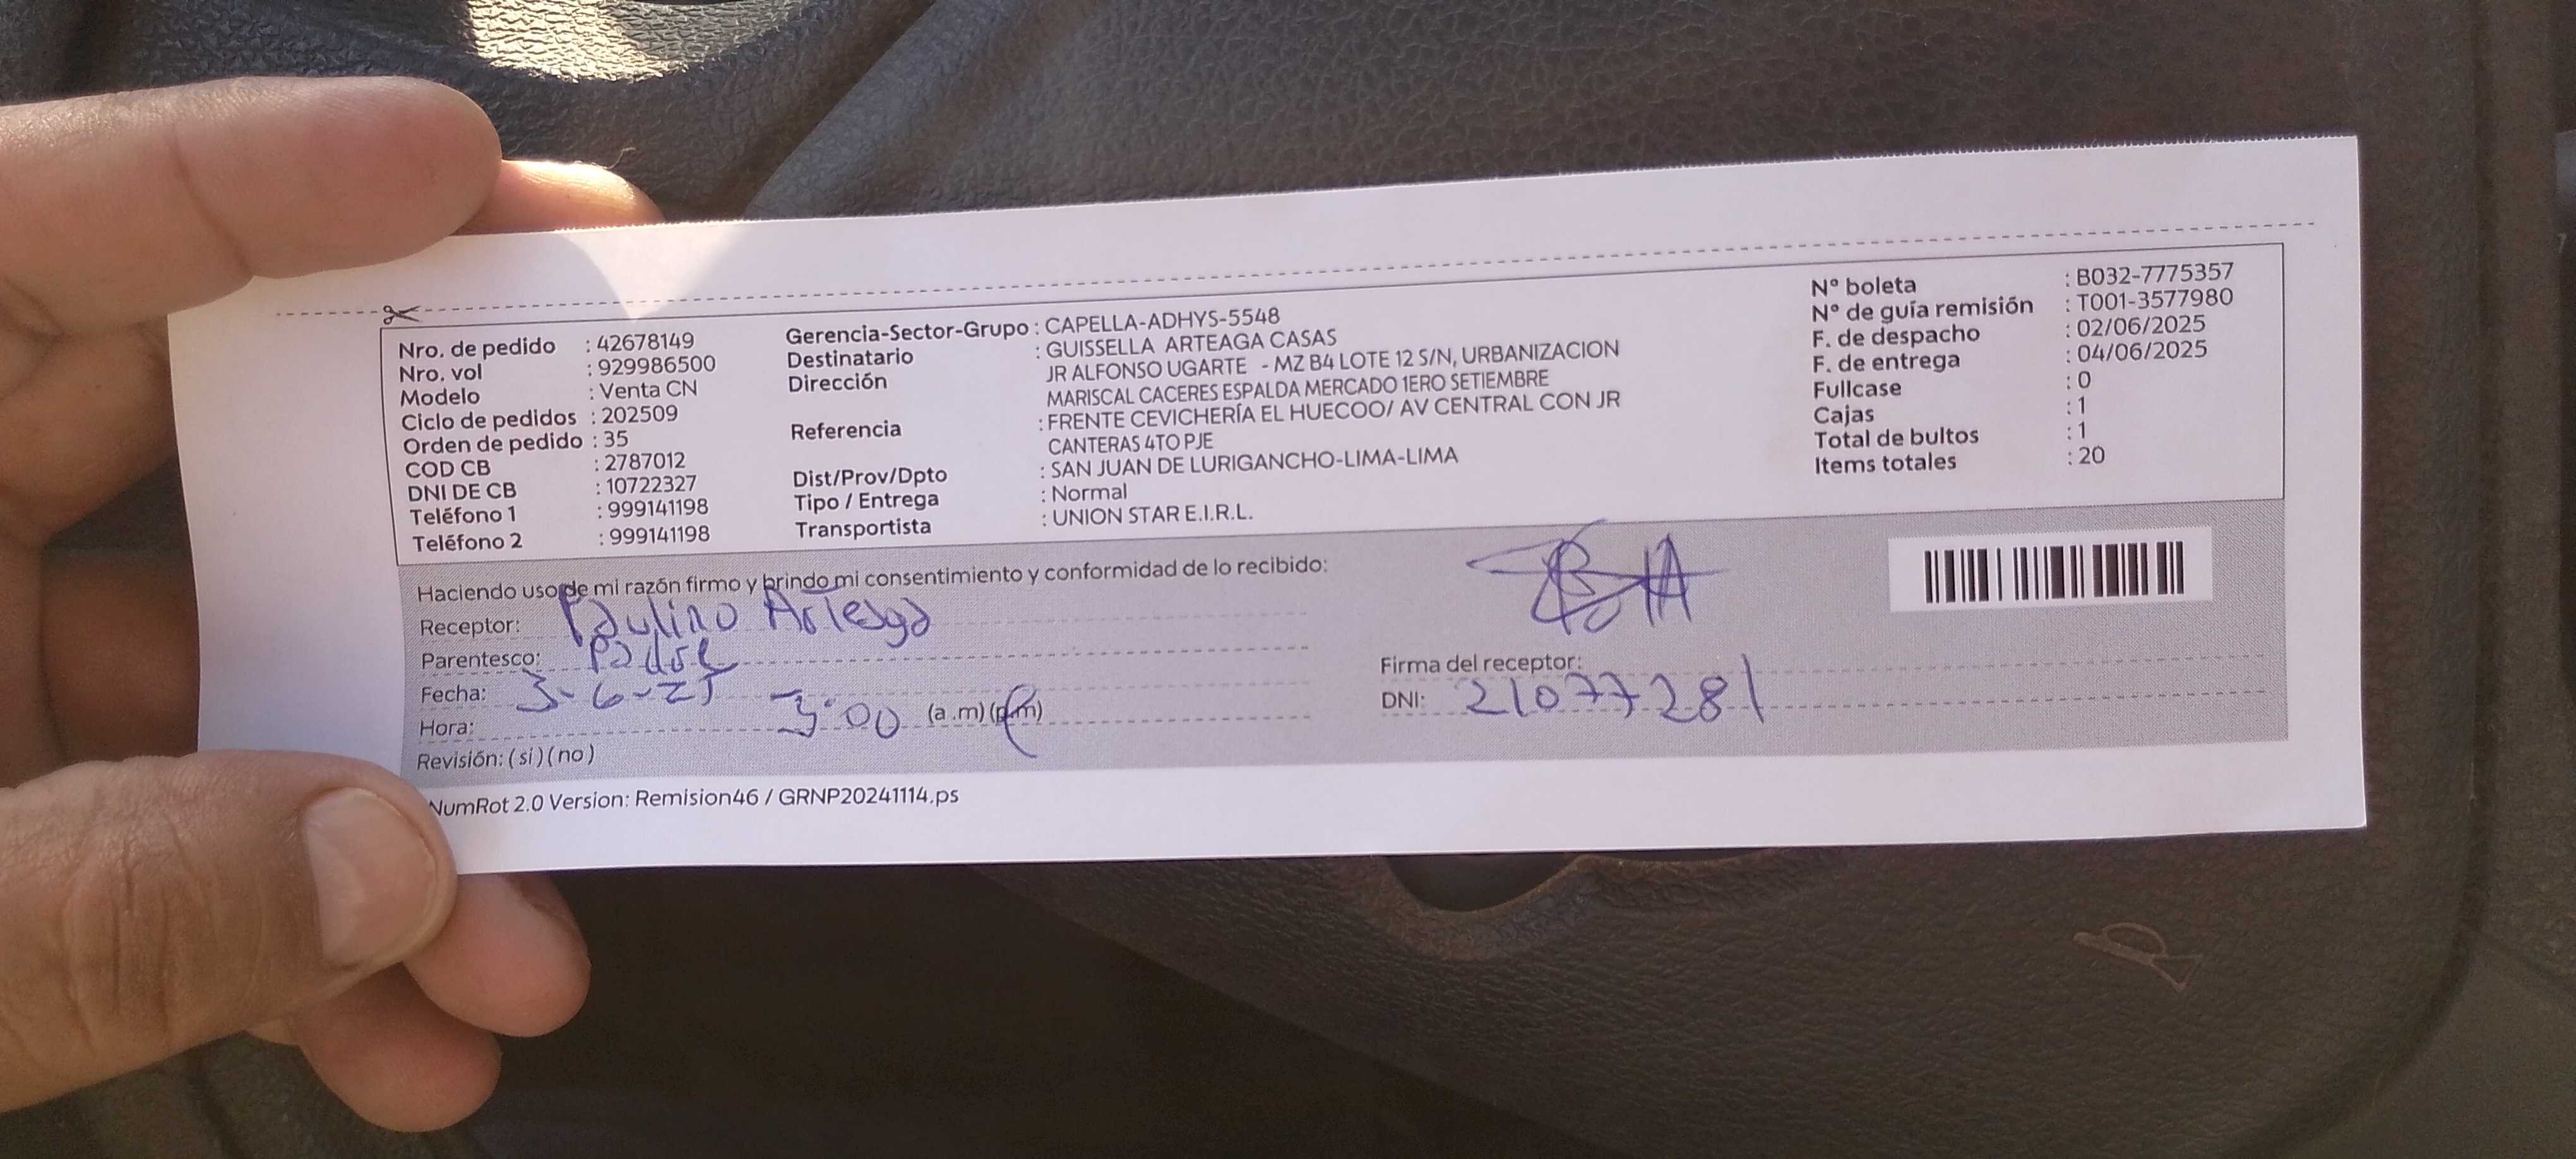 Nro. de pedido : 42678149
Nro. vol : 929986500
Modelo : Venta CN
Ciclo de pedidos : 202509
Orden de pedido : 35
COD CB : 2787012
DNI DE CB : 10722327
Teléfono 1 : 999141198
Teléfono 2 : 999141198
Gerencia-Sector-Grupo : CAPELLA-ADHYS-5548
Destinatario : GUISSELLA ARTEAGA CASAS
Dirección JR ALFONSO UGARTE - MZ B4 LOTE 12 S/N, URBANIZACION
MARISCAL CACERES ESPALDA MERCADO 1ERO SETIEMBRE
Referencia : FRENTE CEVICHERÍA EL HUECOO/ AV CENTRAL CON JR
CANTERAS 4TO PJE
Dist/Prov/Dpto : SAN JUAN DE LURIGANCHO-LIMA-LIMA
Tipo / Entrega : Normal
Transportista : UNION STAR E.I.R.L.
Nº boleta : B032-7775357
Nº de guía remisión : T001-3577980
F. de despacho : 02/06/2025
F. de entrega : 04/06/2025
Fullcase : 0
Cajas : 1
Total de bultos : 1
Items totales : 20
Haciendo uso de mi razón firmo y brindo mi consentimiento y conformidad de lo recibido:
Receptor: Paulino Arteaga
Parentesco: Padre
Fecha: 3-6-25
Hora: 3:00 (a.m) (p.m)
Revisión: (si) (no)
Firma del receptor:
DNI: 21077281
NumRot 2.0 Version: Remision46 / GRNP20241114.ps